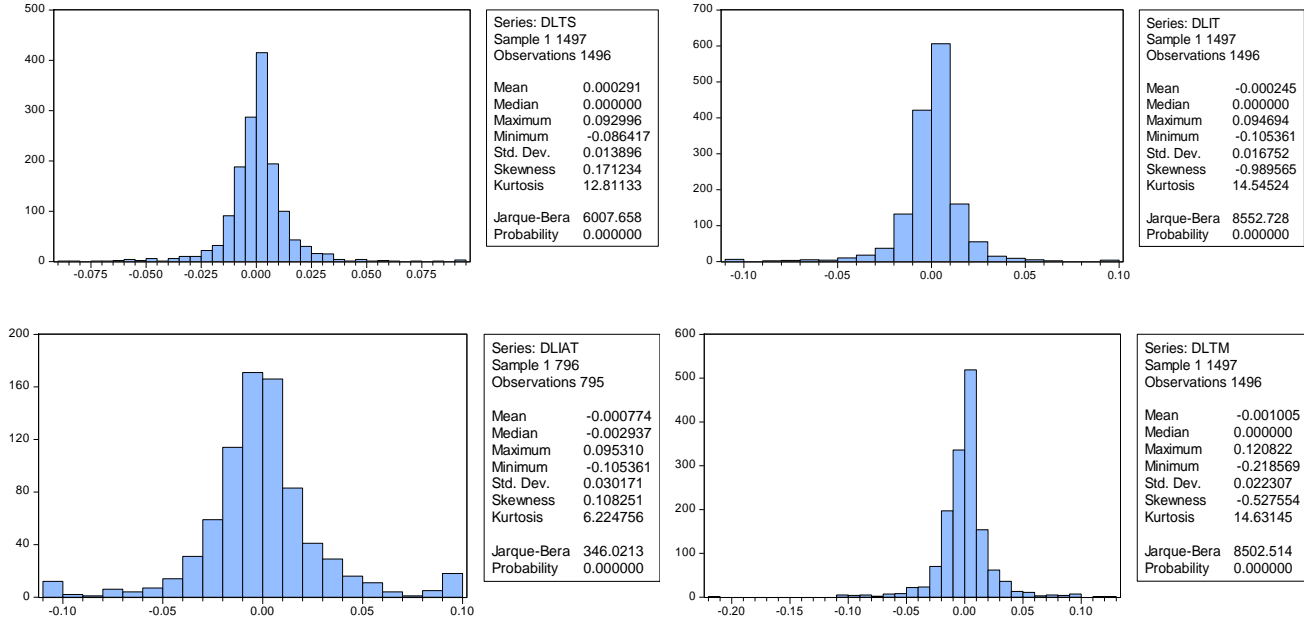 500
400
300
200
100
0
-0.075 -0.050 -0.025 0.000 0.025 0.050 0.075
Series: DLTS
Sample 1 1497
Observations 1496
Mean 0.000291
Median 0.000000
Maximum 0.092996
Minimum -0.086417
Std. Dev. 0.013896
Skewness 0.171234
Kurtosis 12.81133
Jarque-Bera 6007.658
Probability 0.000000
700
600
500
400
300
200
100
0
-0.10 -0.05 0.00 0.05 0.10
Series: DLIT
Sample 1 1497
Observations 1496
Mean -0.000245
Median 0.000000
Maximum 0.094694
Minimum -0.105361
Std. Dev. 0.016752
Skewness -0.989565
Kurtosis 14.54524
Jarque-Bera 8552.728
Probability 0.000000
200
160
120
80
40
0
-0.10 -0.05 0.00 0.05 0.10
Series: DLIAT
Sample 1 796
Observations 795
Mean -0.000774
Median -0.002937
Maximum 0.095310
Minimum -0.105361
Std. Dev. 0.030171
Skewness 0.108251
Kurtosis 6.224756
Jarque-Bera 346.0213
Probability 0.000000
600
500
400
300
200
100
0
-0.20 -0.15 -0.10 -0.05 0.00 0.05 0.10
Series: DLTM
Sample 1 1497
Observations 1496
Mean -0.001005
Median 0.000000
Maximum 0.120822
Minimum -0.218569
Std. Dev. 0.022307
Skewness -0.527554
Kurtosis 14.63145
Jarque-Bera 8502.514
Probability 0.000000